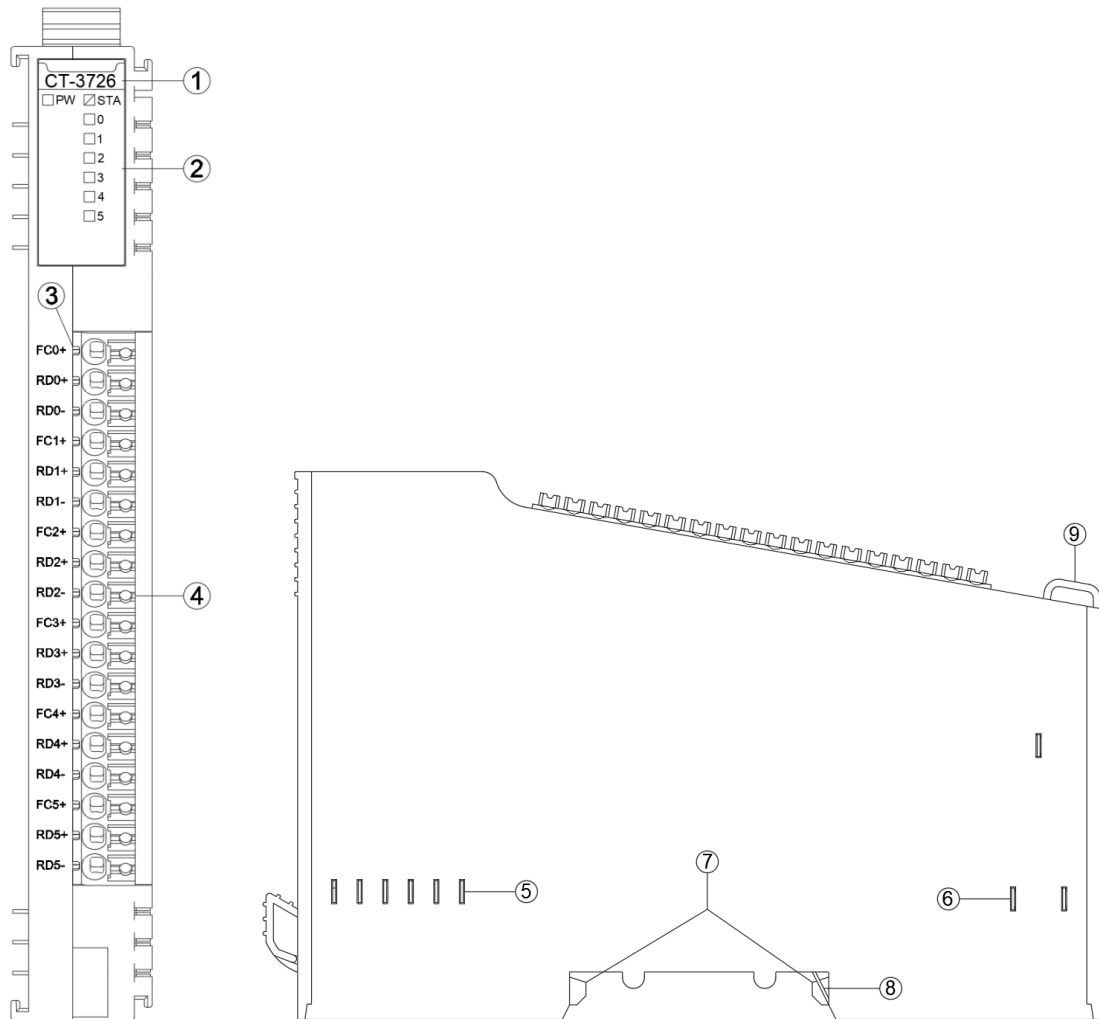 CT-3726 ①
PW STA
0
1
2 ②
3
4
5
③
FC0+
RD0+
RD0-
FC1+
RD1+
RD1-
FC2+
RD2+
RD2- ④
FC3+
RD3+
RD3-
FC4+
RD4+
RD4-
FC5+
RD5+
RD5-
⑨
⑦
⑤ ⑥
⑧